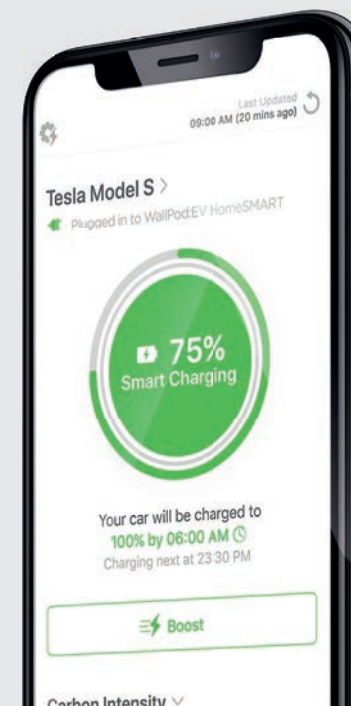 Last Updated
09:00 AM (20 mins ago)
Tesla Model S >
Plugged in to WallPod:EV HomeSMART
75%
Smart Charging
Your car will be charged to
100% by 06:00 AM
Charging next at 23:30 PM
Boost
Carbon Intensity